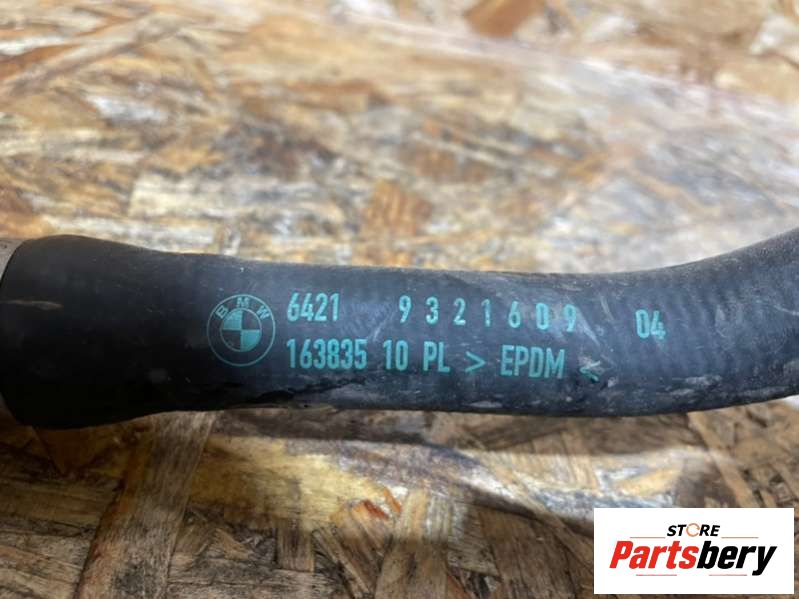 BMW
6421 9321609 04
163835 10 PL > EPDM <
STORE
Partsbery